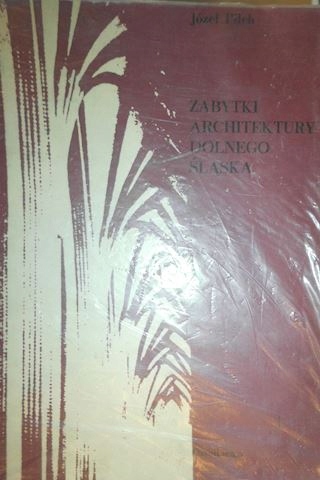 Józef Pilch
ZABYTKI
ARCHITEKTURY
DOLNEGO
ŚLĄSKA